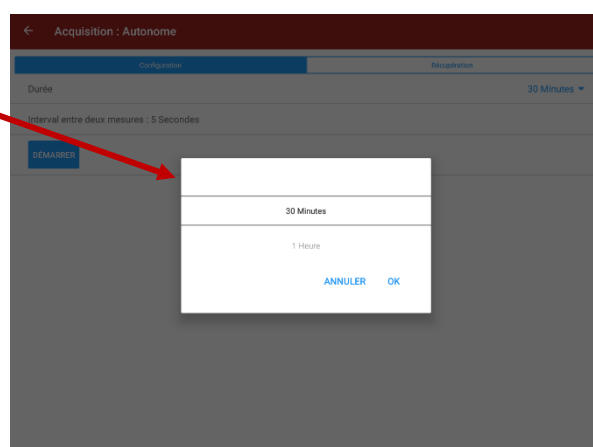 Acquisition : Autonome
Configuration Récupération
Durée 30 Minutes
Interval entre deux mesures : 5 Secondes
DÉMARRER
30 Minutes
1 Heure
ANNULER OK